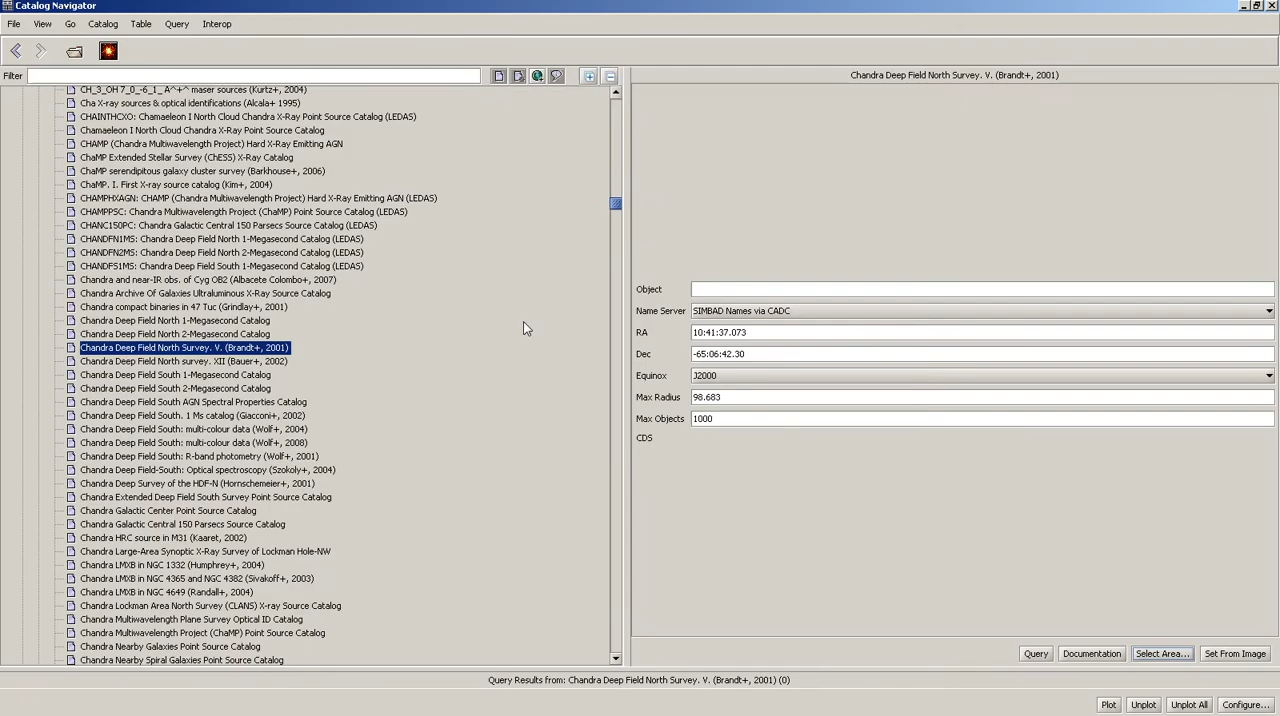 Catalog Navigator
File View Go Catalog Table Query Interop
Filter
Chandra Deep Field North Survey. V. (Brandt+, 2001)
CH_3_OH 7_0_-6_1_ A^+^ maser sources (Kurtz+, 2004)
Cha X-ray sources & optical identifications (Alcala+ 1995)
CHAINTHCXO: Chamaeleon I North Cloud Chandra X-Ray Point Source Catalog (LEDAS)
Chamaeleon I North Cloud Chandra X-Ray Point Source Catalog
CHAMP (Chandra Multiwavelength Project) Hard X-Ray Emitting AGN
ChaMP Extended Stellar Survey (ChESS) X-Ray Catalog
ChaMP serendipitous galaxy cluster survey (Barkhouse+, 2006)
ChaMP. I. First X-ray source catalog (Kim+, 2004)
CHAMPHXAGN: CHAMP (Chandra Multiwavelength Project) Hard X-Ray Emitting AGN (LEDAS)
CHAMPPSC: Chandra Multiwavelength Project (ChaMP) Point Source Catalog (LEDAS)
CHANC150PC: Chandra Galactic Central 150 Parsecs Source Catalog (LEDAS)
CHANDFN1MS: Chandra Deep Field North 1-Megasecond Catalog (LEDAS)
CHANDFN2MS: Chandra Deep Field North 2-Megasecond Catalog (LEDAS)
CHANDFS1MS: Chandra Deep Field South 1-Megasecond Catalog (LEDAS)
Chandra and near-IR obs. of Cyg OB2 (Albacete Colombo+, 2007)
Chandra Archive Of Galaxies Ultraluminous X-Ray Source Catalog
Chandra compact binaries in 47 Tuc (Grindlay+, 2001)
Chandra Deep Field North 1-Megasecond Catalog
Chandra Deep Field North 2-Megasecond Catalog
Chandra Deep Field North Survey. V. (Brandt+, 2001)
Chandra Deep Field North survey. XII (Bauer+, 2002)
Chandra Deep Field South 1-Megasecond Catalog
Chandra Deep Field South 2-Megasecond Catalog
Chandra Deep Field South AGN Spectral Properties Catalog
Chandra Deep Field South. 1 Ms catalog (Giacconi+, 2002)
Chandra Deep Field South: multi-colour data (Wolf+, 2004)
Chandra Deep Field South: multi-colour data (Wolf+, 2008)
Chandra Deep Field South: R-band photometry (Wolf+, 2001)
Chandra Deep Field-South: Optical spectroscopy (Szokoly+, 2004)
Chandra Deep Survey of the HDF-N (Hornschemeier+, 2001)
Chandra Extended Deep Field South Survey Point Source Catalog
Chandra Galactic Center Point Source Catalog
Chandra Galactic Central 150 Parsecs Source Catalog
Chandra HRC source in M31 (Kaaret, 2002)
Chandra Large-Area Synoptic X-Ray Survey of Lockman Hole-NW
Chandra LMXB in NGC 1332 (Humphrey+, 2004)
Chandra LMXB in NGC 4365 and NGC 4382 (Sivakoff+, 2003)
Chandra LMXB in NGC 4649 (Randall+, 2004)
Chandra Lockman Area North Survey (CLANS) X-ray Source Catalog
Chandra Multiwavelength Plane Survey Optical ID Catalog
Chandra Multiwavelength Project (ChaMP) Point Source Catalog
Chandra Nearby Galaxies Point Source Catalog
Chandra Nearby Spiral Galaxies Point Source Catalog
Object
Name Server SIMBAD Names via CADC
RA 10:41:37.073
Dec -65:06:42.30
Equinox J2000
Max Radius 98.683
Max Objects 1000
CDS
Query Documentation Select Area... Set From Image
Query Results from: Chandra Deep Field North Survey. V. (Brandt+, 2001) (0)
Plot Unplot Unplot All Configure...